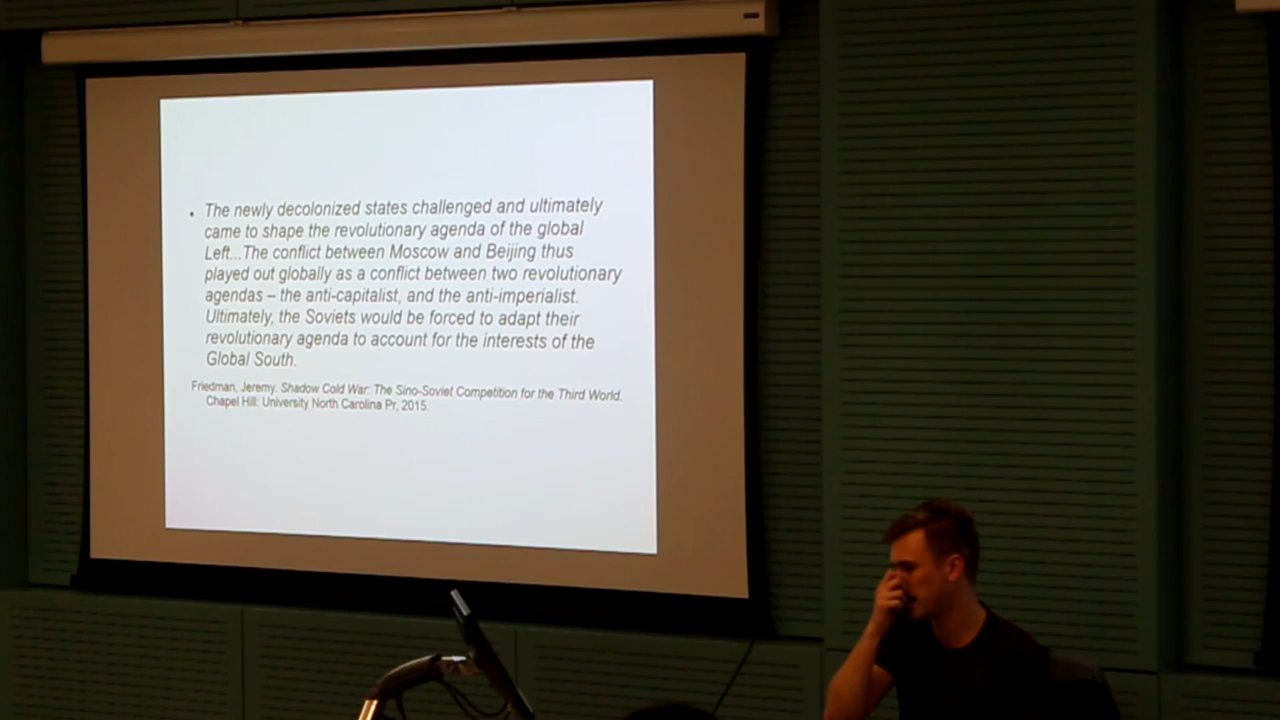 • The newly decolonized states challenged and ultimately
came to shape the revolutionary agenda of the global
Left...The conflict between Moscow and Beijing thus
played out globally as a conflict between two revolutionary
agendas – the anti-capitalist, and the anti-imperialist.
Ultimately, the Soviets would be forced to adapt their
revolutionary agenda to account for the interests of the
Global South.
Friedman, Jeremy. Shadow Cold War: The Sino-Soviet Competition for the Third World.
Chapel Hill: University North Carolina Pr, 2015.